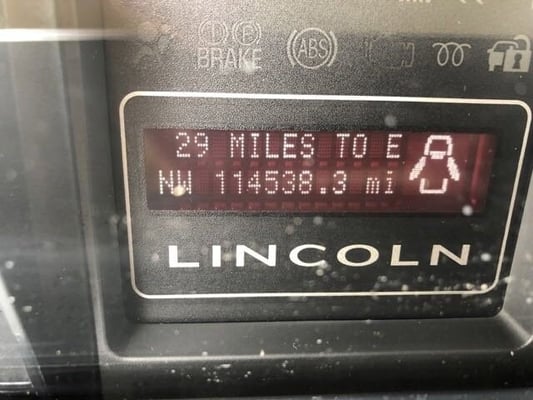 BRAKE
ABS
29 MILES TO E
NW 114538.3 mi
LINCOLN